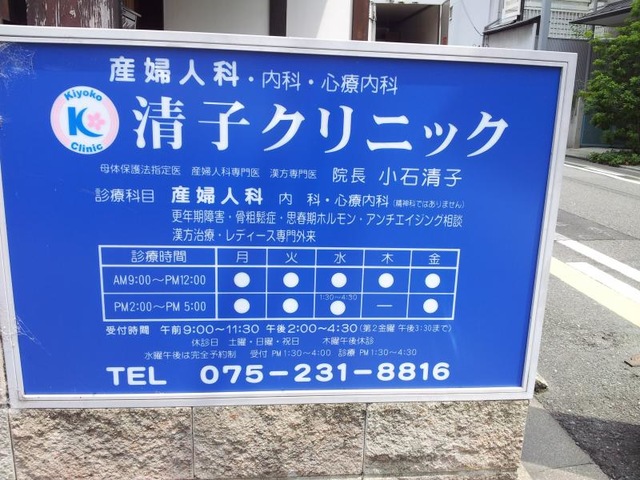 産婦人科・内科・心療内科
Kiyoko
K
Clinic
清子クリニック
母体保護法指定医 産婦人科専門医 漢方専門医 院長 小石清子
診療科目 産婦人科 内 科・心療内科(精神科ではありません)
更年期障害・骨粗鬆症・思春期ホルモン・アンチエイジング相談
漢方治療・レディース専門外来
診療時間 月 火 水 木 金
AM9:00〜PM12:00 ● ● ● ● ●
PM2:00〜PM 5:00 ● ● 1:30〜4:30 ● — ●
受付時間 午前9:00〜11:30 午後2:00〜4:30(第2金曜 午後3:30まで)
休診日 土曜・日曜・祝日 木曜午後休診
水曜午後は完全予約制 受付 PM1:30〜4:00 診療 PM1:30〜4:30
TEL 075-231-8816